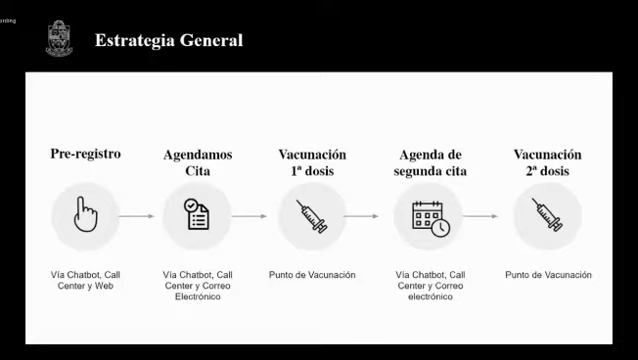 ording
Estrategia General
Pre-registro
Agendamos
Cita
Vacunación
1ª dosis
Agenda de
segunda cita
Vacunación
2ª dosis
Vía Chatbot, Call
Center y Web
Vía Chatbot, Call
Center y Correo
Electrónico
Punto de Vacunación
Vía Chatbot, Call
Center y Correo
electrónico
Punto de Vacunación